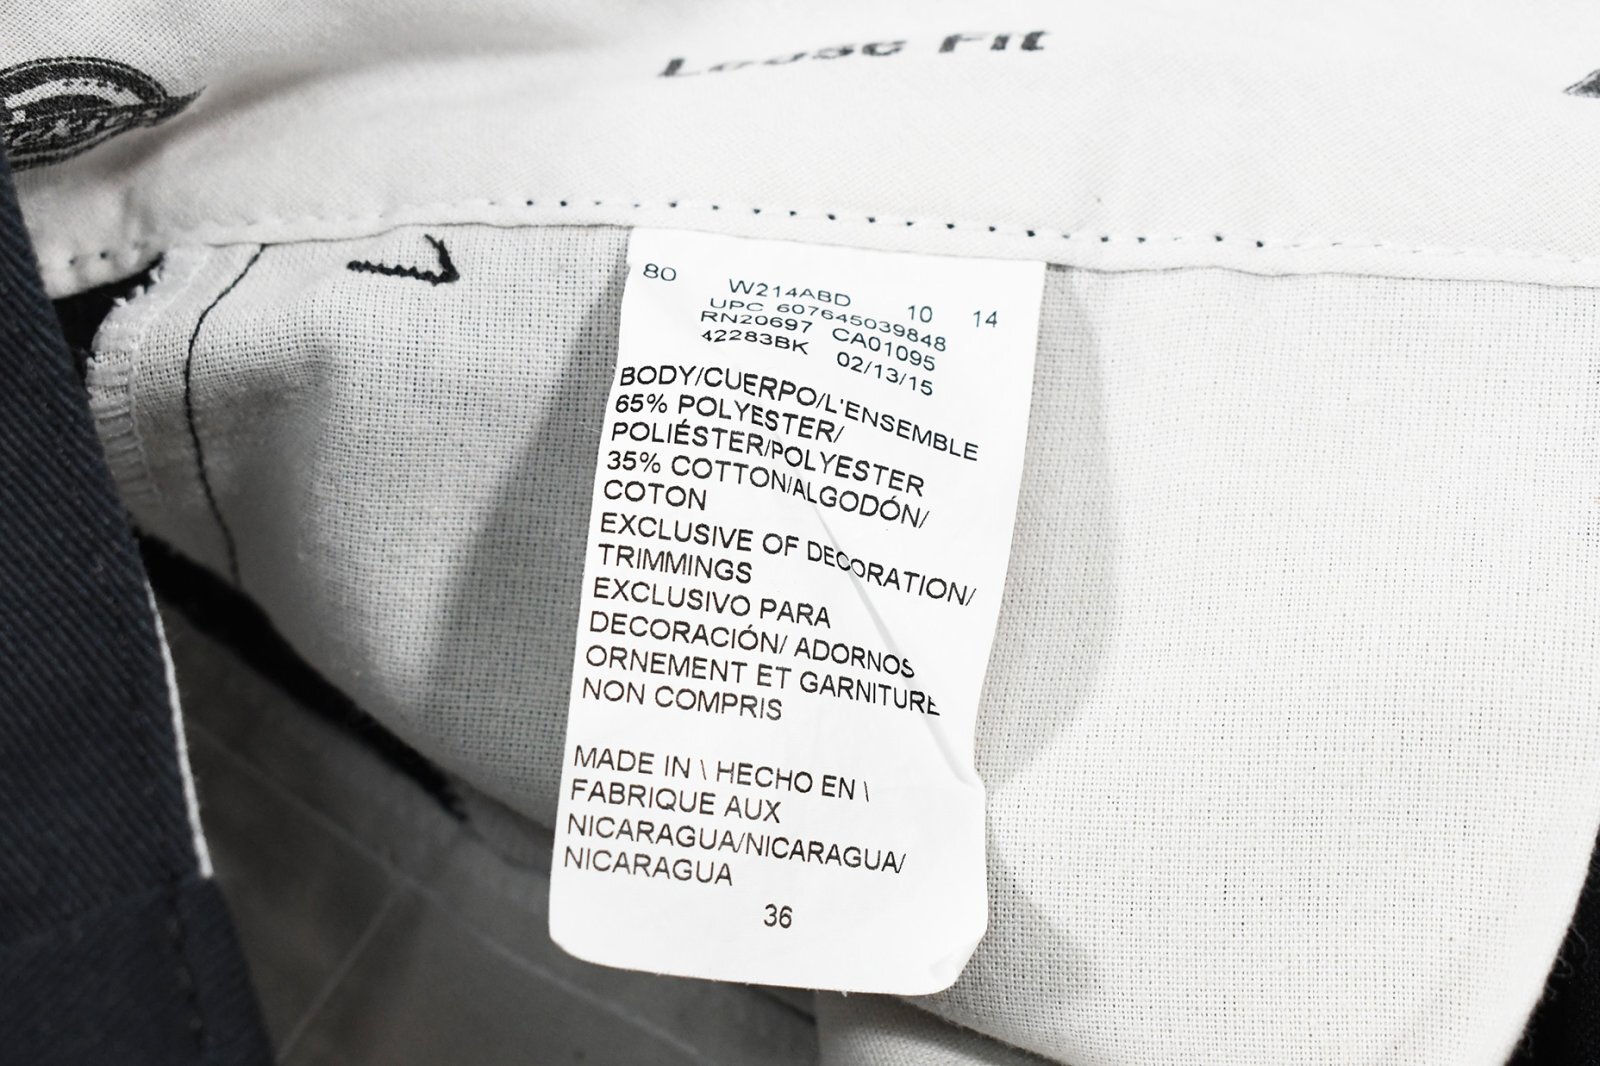 Loose Fit
80 W214ABD 10 14
UPC 607645039848
RN20697 CA01095
42283BK 02/13/15
BODY/CUERPO/L'ENSEMBLE
65% POLYESTER/
POLIÉSTER/POLYESTER
35% COTTON/ALGODÓN/
COTON
EXCLUSIVE OF DECORATION/
TRIMMINGS
EXCLUSIVO PARA
DECORACIÓN/ ADORNOS
ORNEMENT ET GARNITURE
NON COMPRIS
MADE IN \ HECHO EN \
FABRIQUE AUX
NICARAGUA/NICARAGUA/
NICARAGUA
36